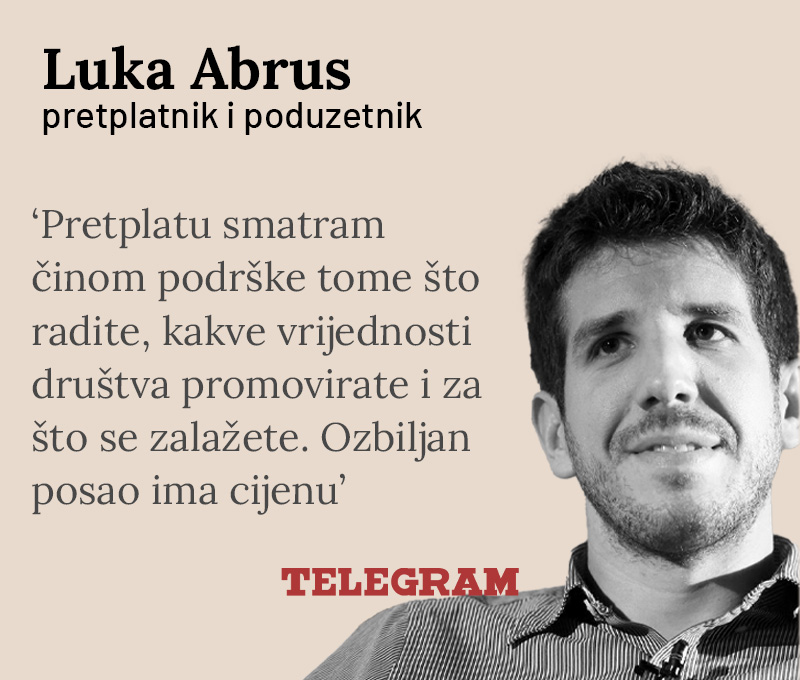 Luka Abrus
pretplatnik i poduzetnik
‘Pretplatu smatram
činom podrške tome što
radite, kakve vrijednosti
društva promovirate i za
što se zalažete. Ozbiljan
posao ima cijenu’
TELEGRAM